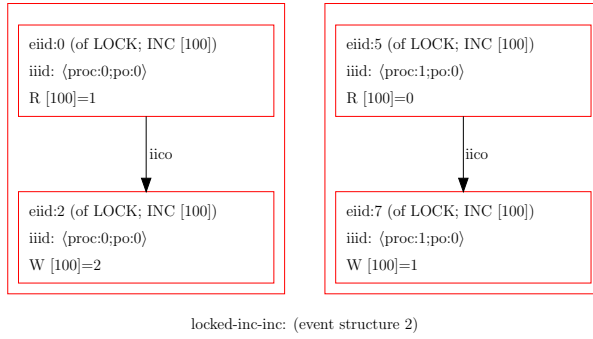 eiid:0 (of LOCK; INC [100])
iiid: ⟨proc:0;po:0⟩
R [100]=1
iico
eiid:2 (of LOCK; INC [100])
iiid: ⟨proc:0;po:0⟩
W [100]=2
eiid:5 (of LOCK; INC [100])
iiid: ⟨proc:1;po:0⟩
R [100]=0
iico
eiid:7 (of LOCK; INC [100])
iiid: ⟨proc:1;po:0⟩
W [100]=1
locked-inc-inc: (event structure 2)